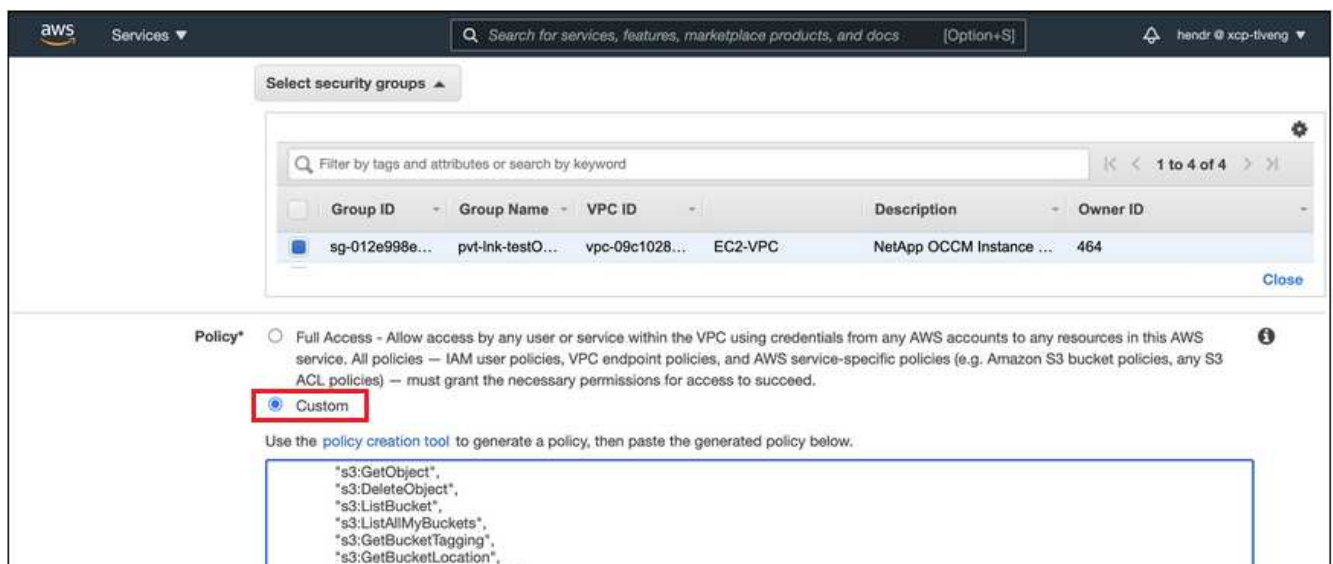 aws Services ▼ Search for services, features, marketplace products, and docs [Option+S] hendr @ xcp-tlveng ▼
Select security groups ▲
Filter by tags and attributes or search by keyword 1 to 4 of 4
Group ID Group Name VPC ID Description Owner ID
sg-012e998e... pvt-lnk-testO... vpc-09c1028... EC2-VPC NetApp OCCM Instance ... 464
Close
Policy* Full Access - Allow access by any user or service within the VPC using credentials from any AWS accounts to any resources in this AWS
service. All policies — IAM user policies, VPC endpoint policies, and AWS service-specific policies (e.g. Amazon S3 bucket policies, any S3
ACL policies) — must grant the necessary permissions for access to succeed.
Custom
Use the policy creation tool to generate a policy, then paste the generated policy below.
"s3:GetObject",
"s3:DeleteObject",
"s3:ListBucket",
"s3:ListAllMyBuckets",
"s3:GetBucketTagging",
"s3:GetBucketLocation",